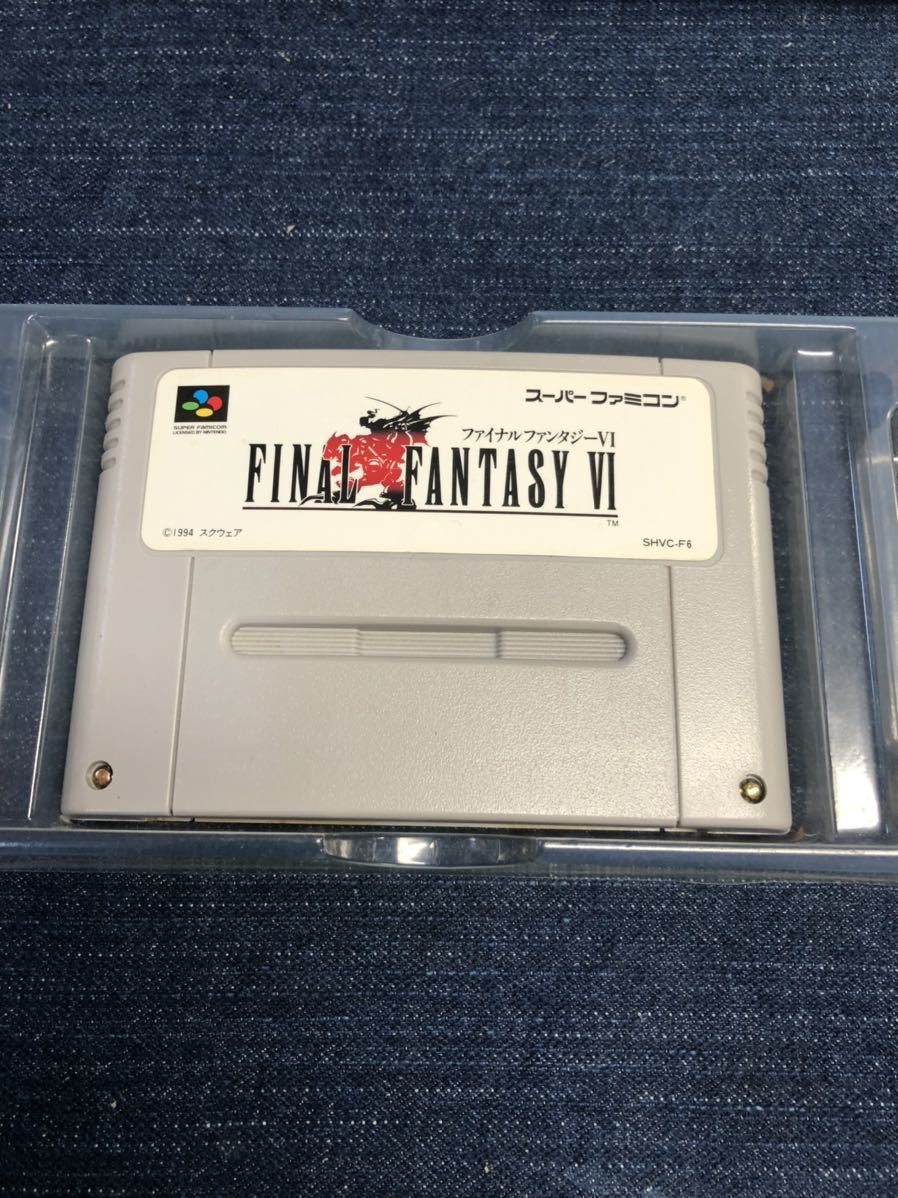 スーパーファミコン®
SUPER FAMICOM
LICENSED BY NINTENDO
ファイナルファンタジーVI
FINAL FANTASY VI
TM
©1994 スクウェア
SHVC-F6